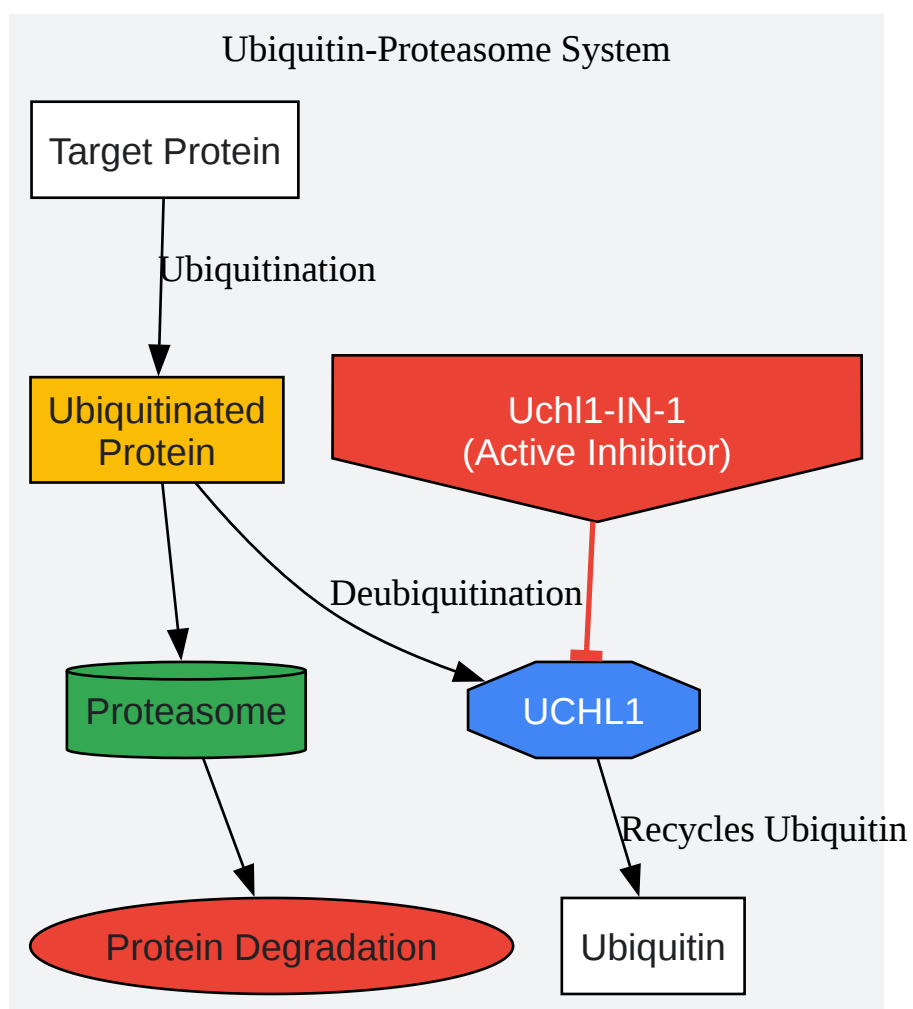 Ubiquitin-Proteasome System
Target Protein
Ubiquitination
Ubiquitinated
Protein
Uchl1-IN-1
(Active Inhibitor)
Deubiquitination
Proteasome
UCHL1
Recycles Ubiquitin
Protein Degradation
Ubiquitin